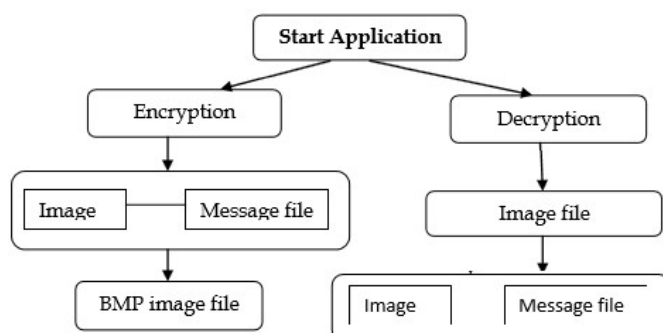 Start Application
Encryption
Decryption
Image
Message file
Image file
BMP image file
Image
Message file